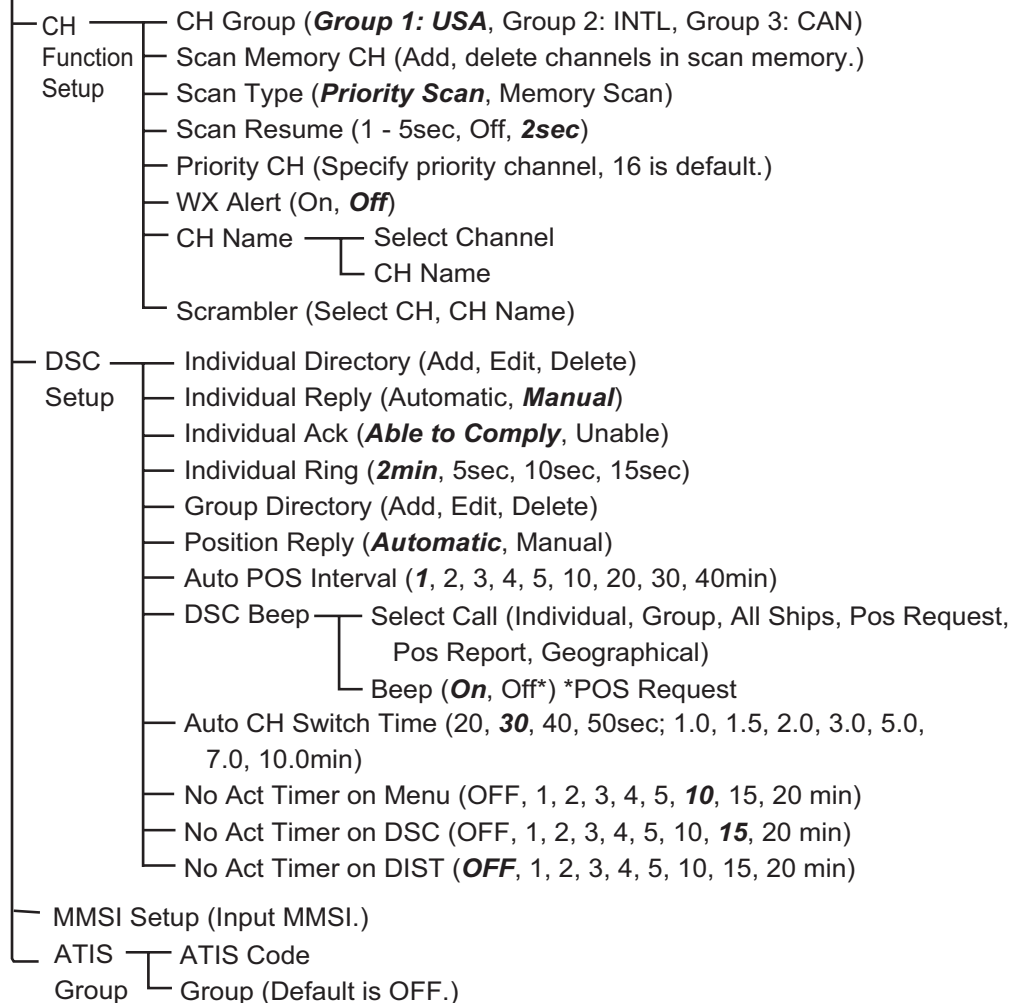 CH Function Setup
CH Group (Group 1: USA, Group 2: INTL, Group 3: CAN)
Scan Memory CH (Add, delete channels in scan memory.)
Scan Type (Priority Scan, Memory Scan)
Scan Resume (1 - 5sec, Off, 2sec)
Priority CH (Specify priority channel, 16 is default.)
WX Alert (On, Off)
CH Name
Select Channel
CH Name
Scrambler (Select CH, CH Name)
DSC Setup
Individual Directory (Add, Edit, Delete)
Individual Reply (Automatic, Manual)
Individual Ack (Able to Comply, Unable)
Individual Ring (2min, 5sec, 10sec, 15sec)
Group Directory (Add, Edit, Delete)
Position Reply (Automatic, Manual)
Auto POS Interval (1, 2, 3, 4, 5, 10, 20, 30, 40min)
DSC Beep
Select Call (Individual, Group, All Ships, Pos Request,
Pos Report, Geographical)
Beep (On, Off*) *POS Request
Auto CH Switch Time (20, 30, 40, 50sec; 1.0, 1.5, 2.0, 3.0, 5.0,
7.0, 10.0min)
No Act Timer on Menu (OFF, 1, 2, 3, 4, 5, 10, 15, 20 min)
No Act Timer on DSC (OFF, 1, 2, 3, 4, 5, 10, 15, 20 min)
No Act Timer on DIST (OFF, 1, 2, 3, 4, 5, 10, 15, 20 min)
MMSI Setup (Input MMSI.)
ATIS Group
ATIS Code
Group (Default is OFF.)